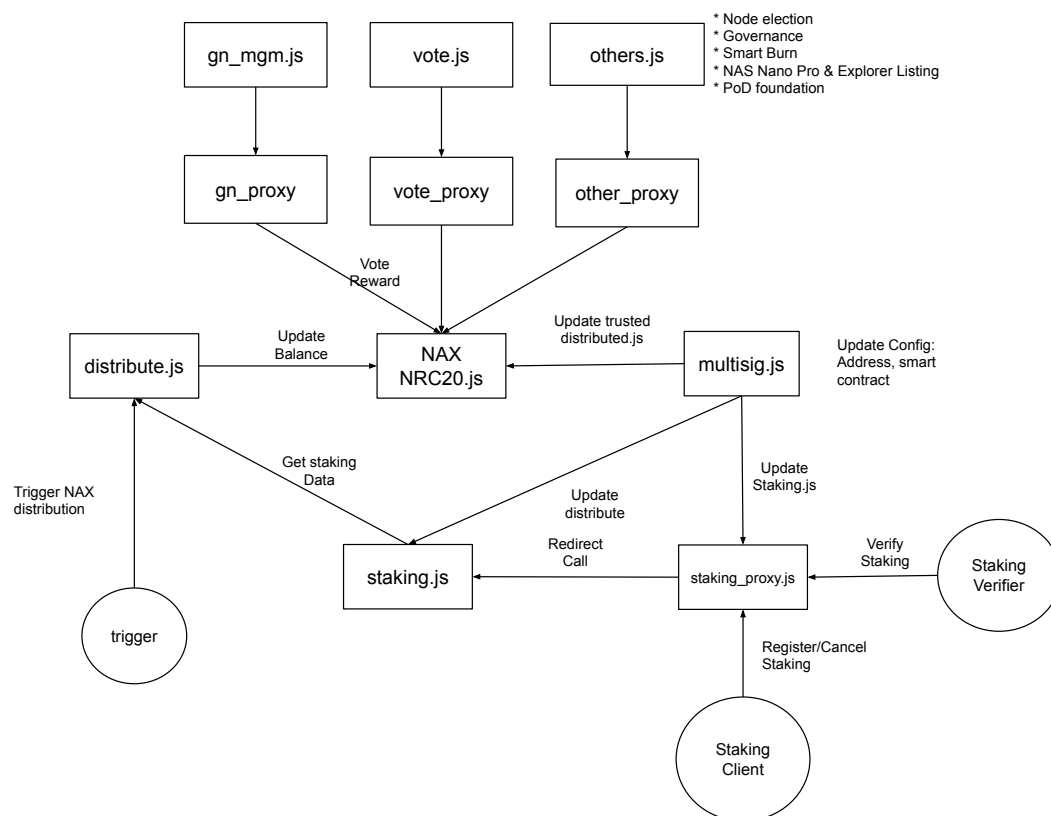 * Node election
* Governance
* Smart Burn
* NAS Nano Pro & Explorer Listing
* PoD foundation
gn_mgm.js
vote.js
others.js
gn_proxy
vote_proxy
other_proxy
Vote
Reward
Update
Balance
Update trusted
distributed.js
distribute.js
NAX
NRC20.js
multisig.js
Update Config:
Address, smart
contract
Get staking
Data
Trigger NAX
distribution
Update
distribute
Update
Staking.js
Redirect
Call
Verify
Staking
staking.js
staking_proxy.js
Staking
Verifier
trigger
Register/Cancel
Staking
Staking
Client